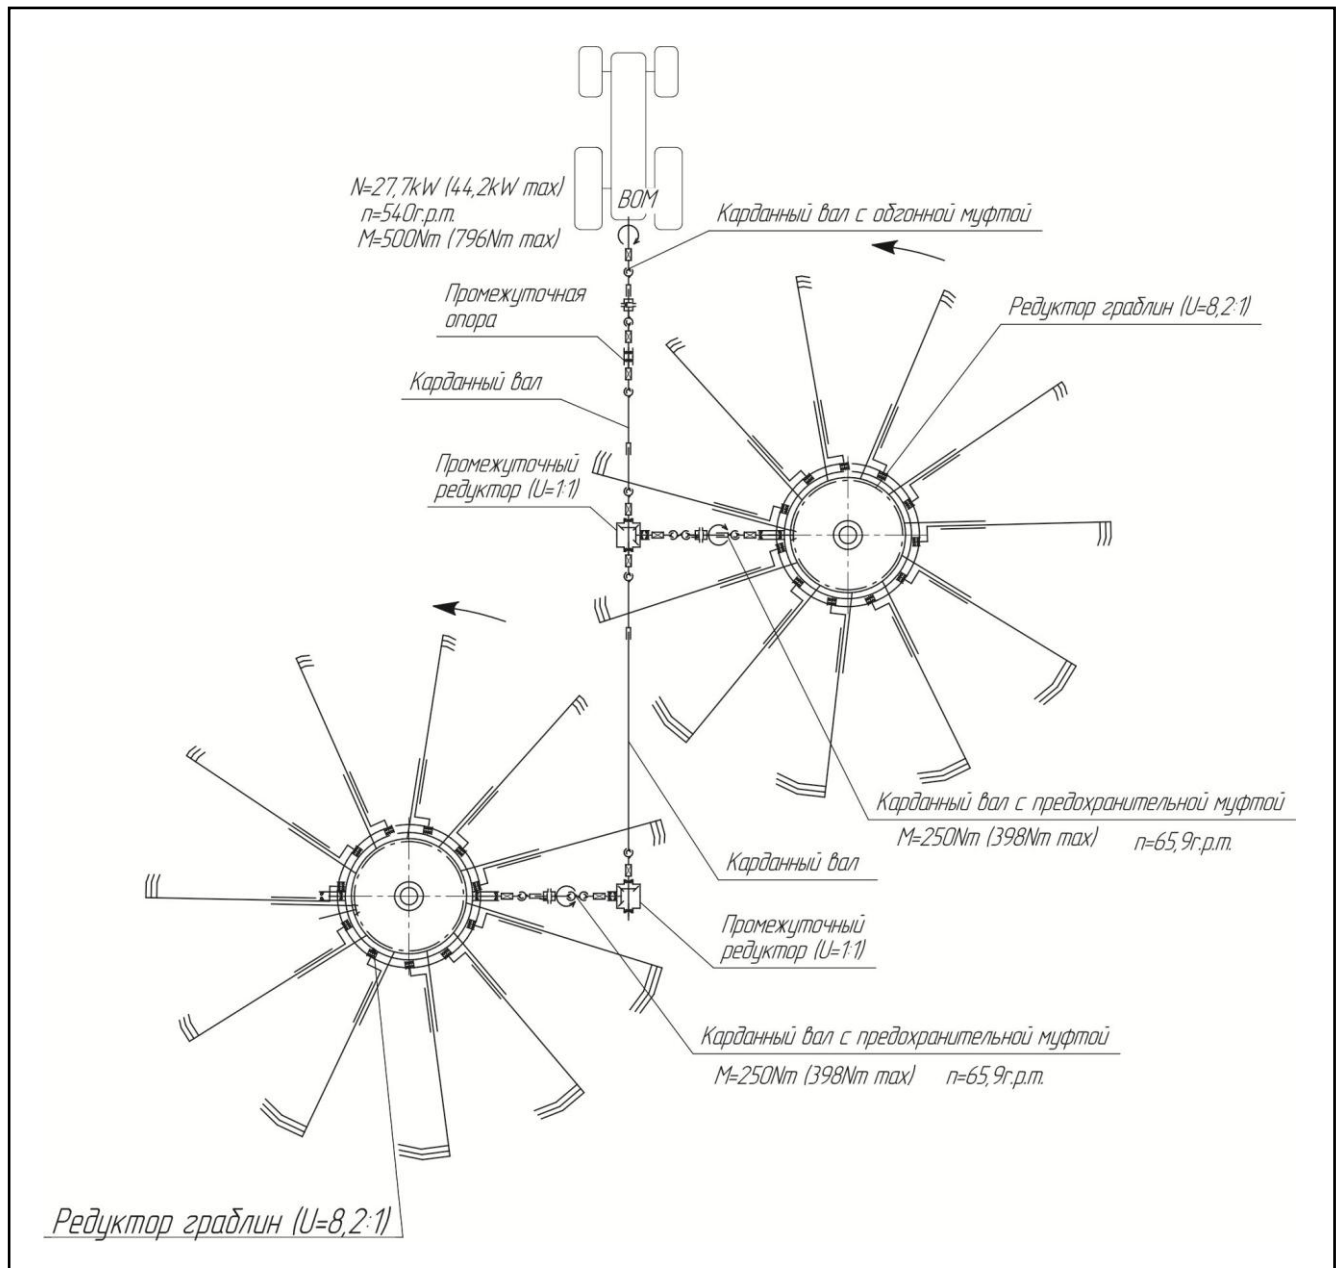 N=27,7kW (44,2kW max)
n=540r.p.m.
M=500Nm (796Nm max)
ВОМ
Карданный вал с обгонной муфтой
Промежуточная
опора
Редуктор граблин (U=8,2:1)
Карданный вал
Промежуточный
редуктор (U=1:1)
Карданный вал с предохранительной муфтой
M=250Nm (398Nm max) n=65,9r.p.m.
Карданный вал
Промежуточный
редуктор (U=1:1)
Карданный вал с предохранительной муфтой
M=250Nm (398Nm max) n=65,9r.p.m.
Редуктор граблин (U=8,2:1)